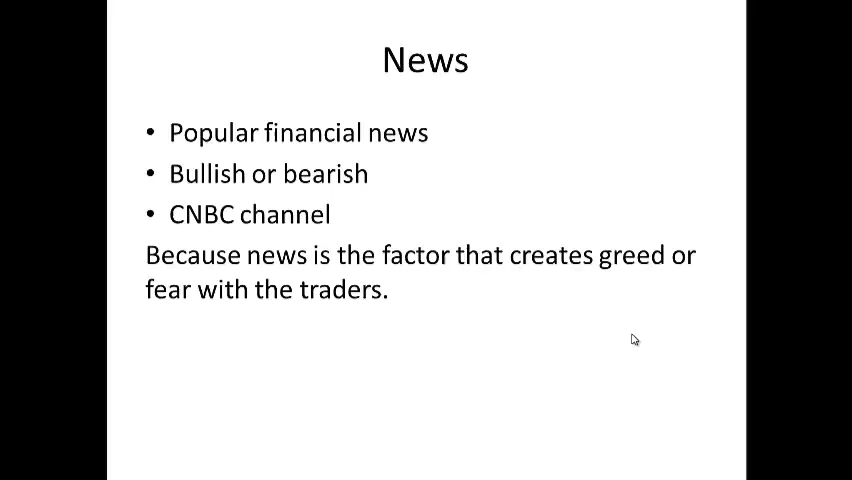 News
• Popular financial news
• Bullish or bearish
• CNBC channel
Because news is the factor that creates greed or
fear with the traders.